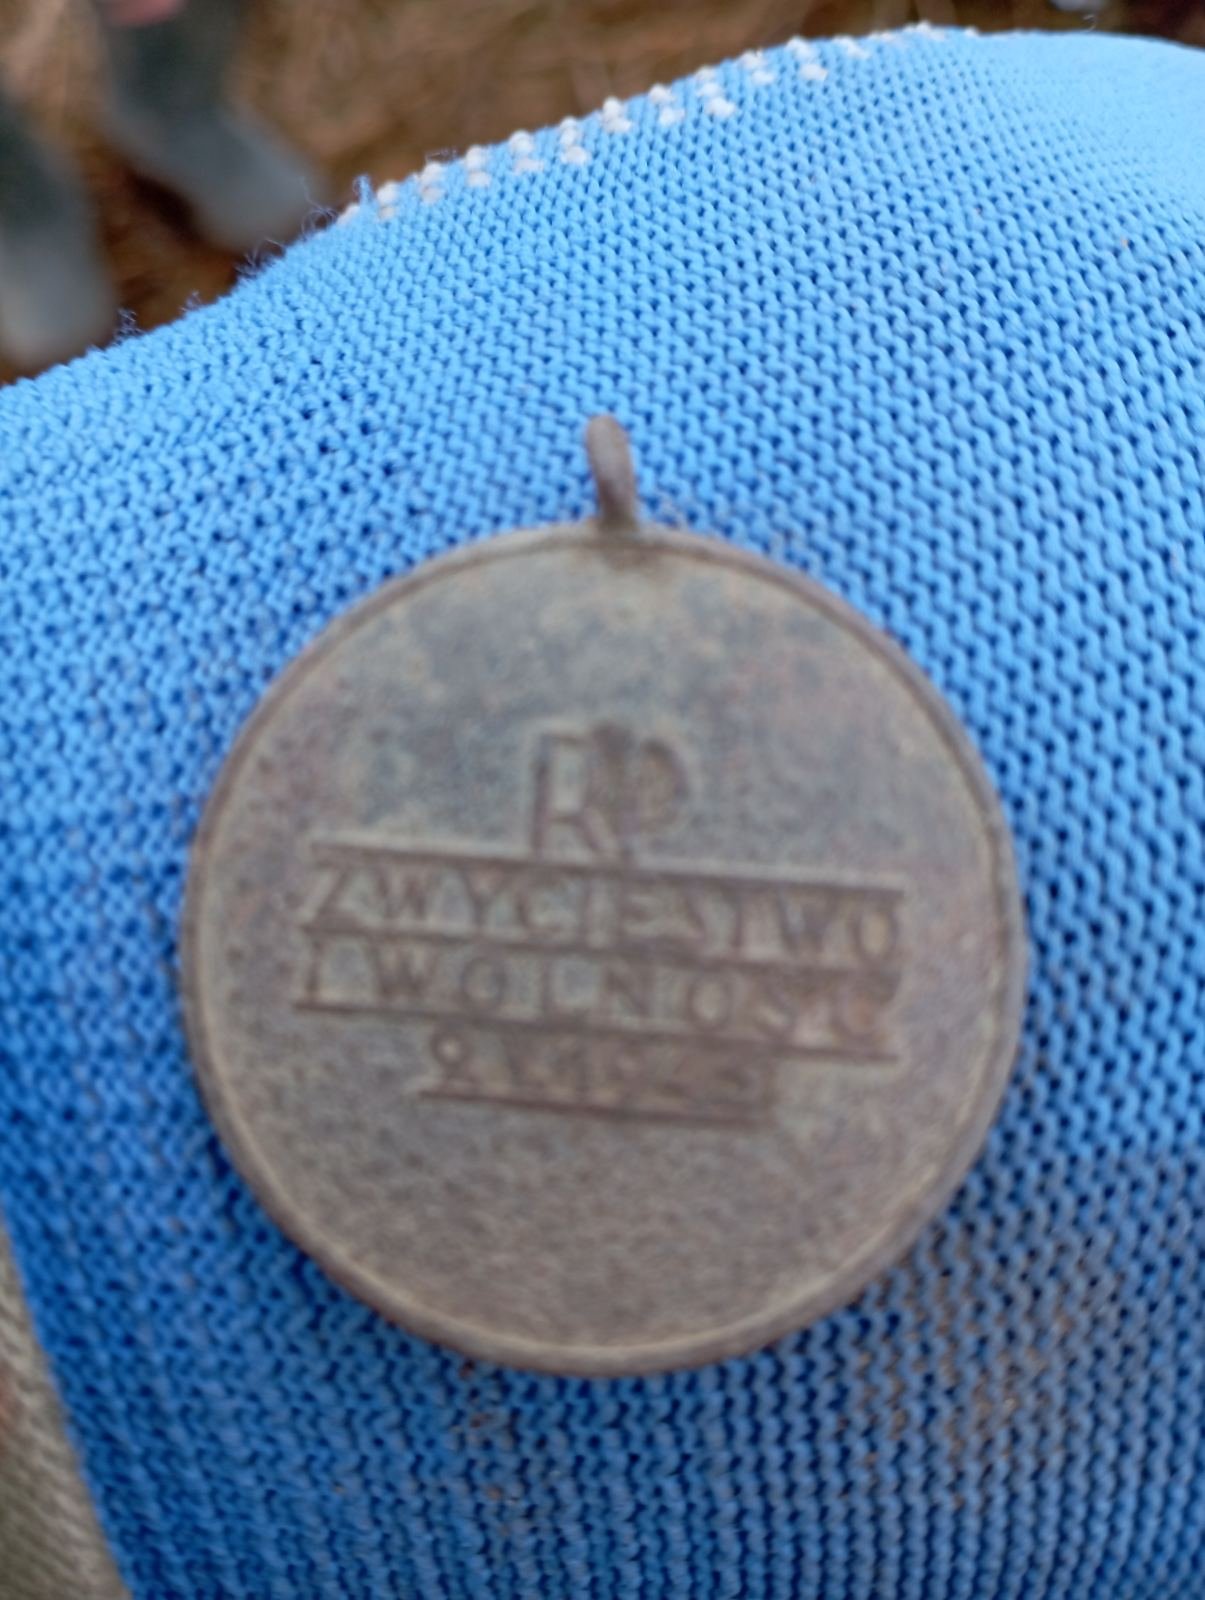 RP
ZWYCIĘSTWO
I WOLNOŚĆ
9.V.1945